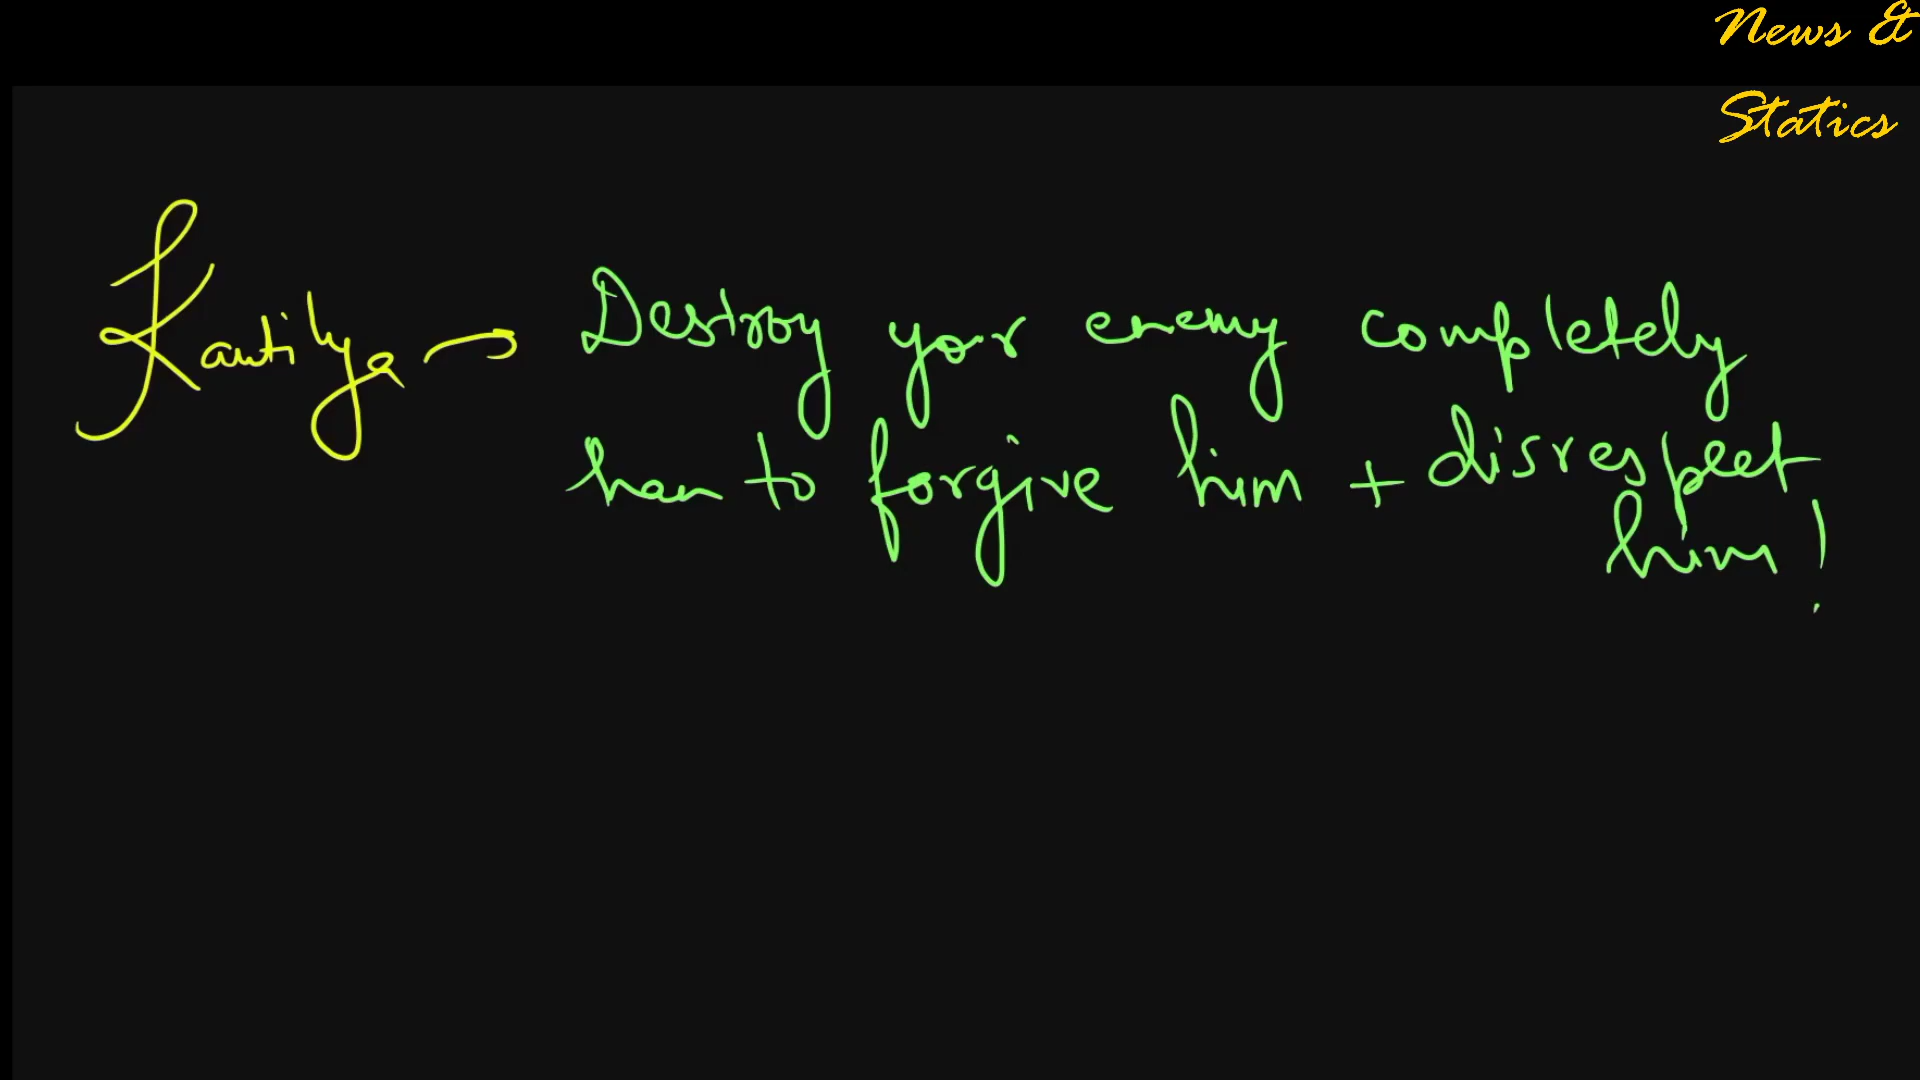 News &
Statics
Kautilya → Destroy your enemy completely
than to forgive him + disrespect
him!